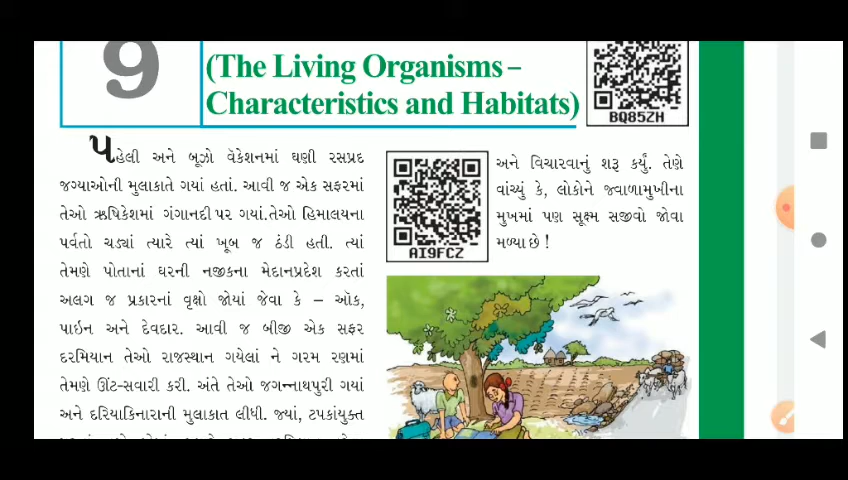 9
(The Living Organisms –
Characteristics and Habitats)
BQ85ZH
પહેલી અને બૂઝો વૅકેશનમાં ઘણી રસપ્રદ
જગ્યાઓની મુલાકાતે ગયાં હતાં. આવી જ એક સફરમાં
તેઓ ઋષિકેશમાં ગંગાનદી પર ગયાં.તેઓ હિમાલયના
પર્વતો ચડ્યાં ત્યારે ત્યાં ખૂબ જ ઠંડી હતી. ત્યાં
તેમણે પોતાનાં ઘરની નજીકના મેદાનપ્રદેશ કરતાં
અલગ જ પ્રકારનાં વૃક્ષો જોયાં જેવા કે – ઑક,
પાઇન અને દેવદાર. આવી જ બીજી એક સફર
દરમિયાન તેઓ રાજસ્થાન ગયેલાં ને ગરમ રણમાં
તેમણે ઊંટ-સવારી કરી. અંતે તેઓ જગન્નાથપુરી ગયાં
અને દરિયાકિનારાની મુલાકાત લીધી. જ્યાં, ટપકાંયુક્ત
AI9FCZ
અને વિચારવાનું શરૂ કર્યું. તેણે
વાંચ્યું કે, લોકોને જ્વાળામુખીના
મુખમાં પણ સૂક્ષ્મ સજીવો જોવા
મળ્યા છે !